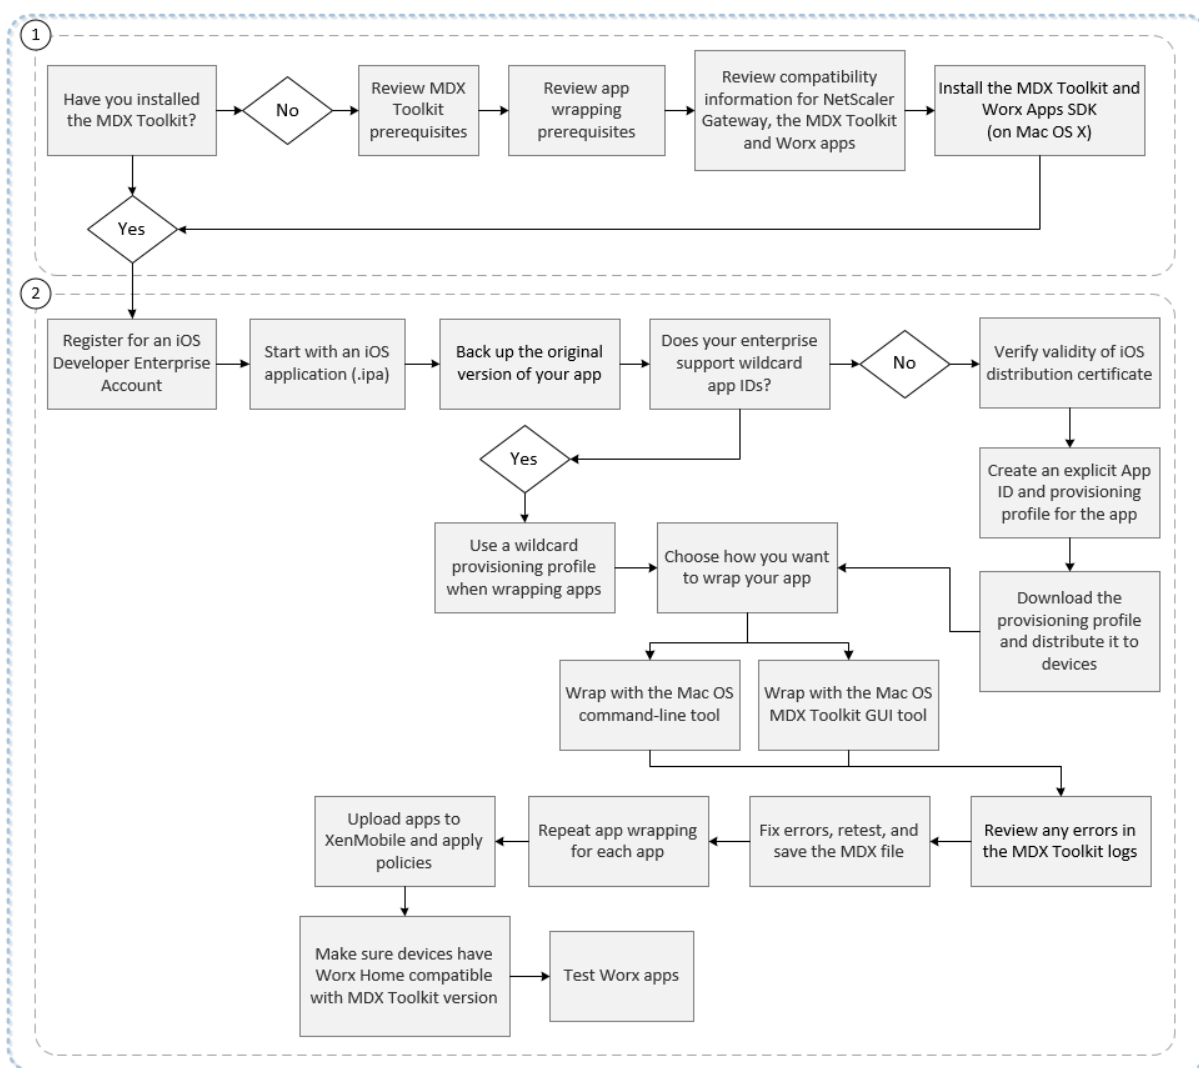 1
Have you installed
the MDX Toolkit?
No
Review MDX
Toolkit
prerequisites
Review app
wrapping
prerequisites
Review compatibility
information for NetScaler
Gateway, the MDX Toolkit
and Worx apps
Install the MDX Toolkit and
Worx Apps SDK
(on Mac OS X)
Yes
2
Register for an iOS
Developer Enterprise
Account
Start with an iOS
application (.ipa)
Back up the original
version of your app
Does your enterprise
support wildcard
app IDs?
No
Verify validity of iOS
distribution certificate
Yes
Create an explicit App
ID and provisioning
profile for the app
Use a wildcard
provisioning profile
when wrapping apps
Choose how you want
to wrap your app
Download the
provisioning profile
and distribute it to
devices
Wrap with the Mac OS
command-line tool
Wrap with the Mac OS
MDX Toolkit GUI tool
Upload apps to
XenMobile and apply
policies
Repeat app wrapping
for each app
Fix errors, retest, and
save the MDX file
Review any errors in
the MDX Toolkit logs
Make sure devices have
Worx Home compatible
with MDX Toolkit version
Test Worx apps